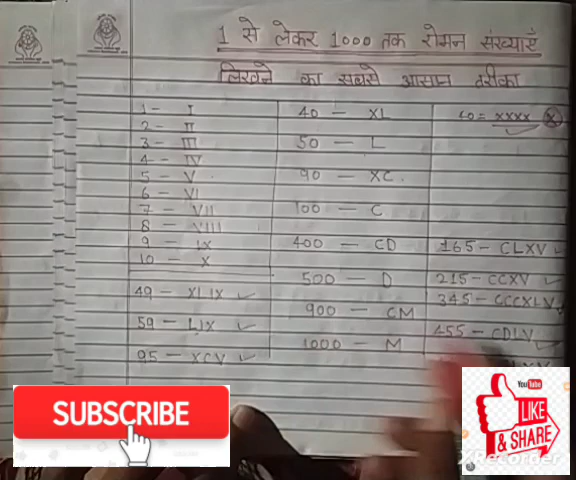 1 से लेकर 1000 तक रोमन संख्याएँ
लिखने का सबसे आसान तरीका
1 - I
2 - II
3 - III
4 - IV
5 - V
6 - VI
7 - VII
8 - VIII
9 - IX
10 - X
49 - XLIX
59 - LIX
95 - XCV
40 - XL
50 - L
90 - XC
100 - C
400 - CD
500 - D
900 - CM
1000 - M
40 = XXXX
165 - CLXV
215 - CCXV
345 - CCCXLV
455 - CDLV
SUBSCRIBE
YouTube
LIKE
& SHARE
XRecorder